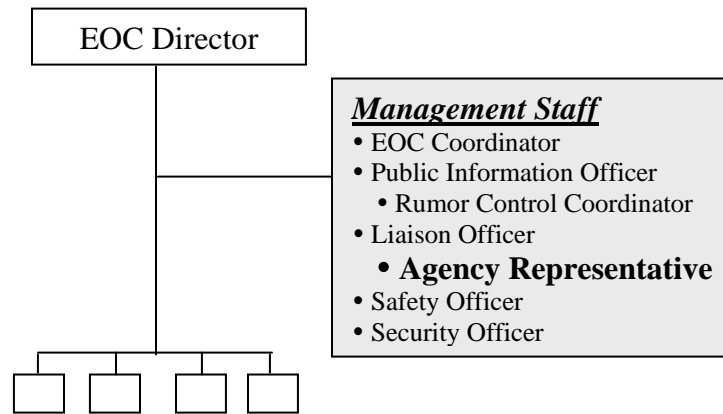 EOC Director
Management Staff
• EOC Coordinator
• Public Information Officer
• Rumor Control Coordinator
• Liaison Officer
• Agency Representative
• Safety Officer
• Security Officer